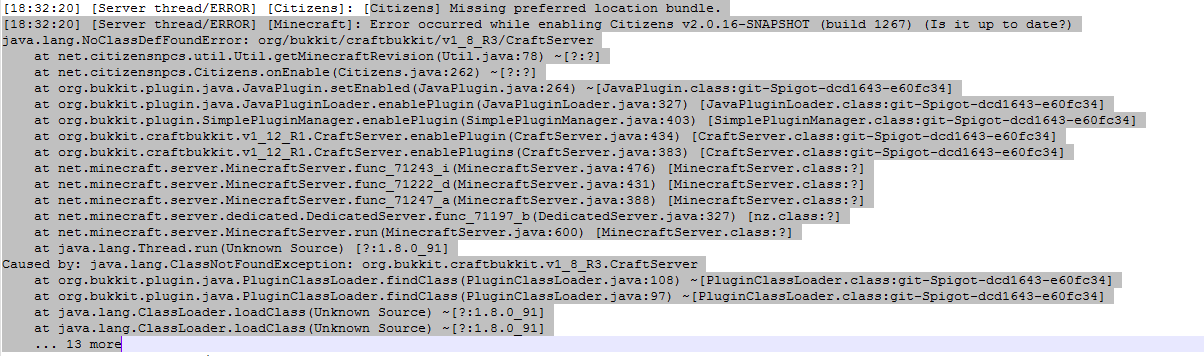 [18:32:20] [Server thread/ERROR] [Citizens]: [Citizens] Missing preferred location bundle.
[18:32:20] [Server thread/ERROR] [Minecraft]: Error occurred while enabling Citizens v2.0.16-SNAPSHOT (build 1267) (Is it up to date?)
java.lang.NoClassDefFoundError: org/bukkit/craftbukkit/v1_8_R3/CraftServer
    at net.citizensnpcs.util.Util.getMinecraftRevision(Util.java:78) ~[?:?]
    at net.citizensnpcs.Citizens.onEnable(Citizens.java:262) ~[?:?]
    at org.bukkit.plugin.java.JavaPlugin.setEnabled(JavaPlugin.java:264) ~[JavaPlugin.class:git-Spigot-dcd1643-e60fc34]
    at org.bukkit.plugin.java.JavaPluginLoader.enablePlugin(JavaPluginLoader.java:327) [JavaPluginLoader.class:git-Spigot-dcd1643-e60fc34]
    at org.bukkit.plugin.SimplePluginManager.enablePlugin(SimplePluginManager.java:403) [SimplePluginManager.class:git-Spigot-dcd1643-e60fc34]
    at org.bukkit.craftbukkit.v1_12_R1.CraftServer.enablePlugin(CraftServer.java:434) [CraftServer.class:git-Spigot-dcd1643-e60fc34]
    at org.bukkit.craftbukkit.v1_12_R1.CraftServer.enablePlugins(CraftServer.java:383) [CraftServer.class:git-Spigot-dcd1643-e60fc34]
    at net.minecraft.server.MinecraftServer.func_71243_i(MinecraftServer.java:476) [MinecraftServer.class:?]
    at net.minecraft.server.MinecraftServer.func_71222_d(MinecraftServer.java:431) [MinecraftServer.class:?]
    at net.minecraft.server.MinecraftServer.func_71247_a(MinecraftServer.java:388) [MinecraftServer.class:?]
    at net.minecraft.server.dedicated.DedicatedServer.func_71197_b(DedicatedServer.java:327) [nz.class:?]
    at net.minecraft.server.MinecraftServer.run(MinecraftServer.java:600) [MinecraftServer.class:?]
    at java.lang.Thread.run(Unknown Source) [?:1.8.0_91]
Caused by: java.lang.ClassNotFoundException: org.bukkit.craftbukkit.v1_8_R3.CraftServer
    at org.bukkit.plugin.java.PluginClassLoader.findClass(PluginClassLoader.java:108) ~[PluginClassLoader.class:git-Spigot-dcd1643-e60fc34]
    at org.bukkit.plugin.java.PluginClassLoader.findClass(PluginClassLoader.java:97) ~[PluginClassLoader.class:git-Spigot-dcd1643-e60fc34]
    at java.lang.ClassLoader.loadClass(Unknown Source) ~[?:1.8.0_91]
    at java.lang.ClassLoader.loadClass(Unknown Source) ~[?:1.8.0_91]
    ... 13 more